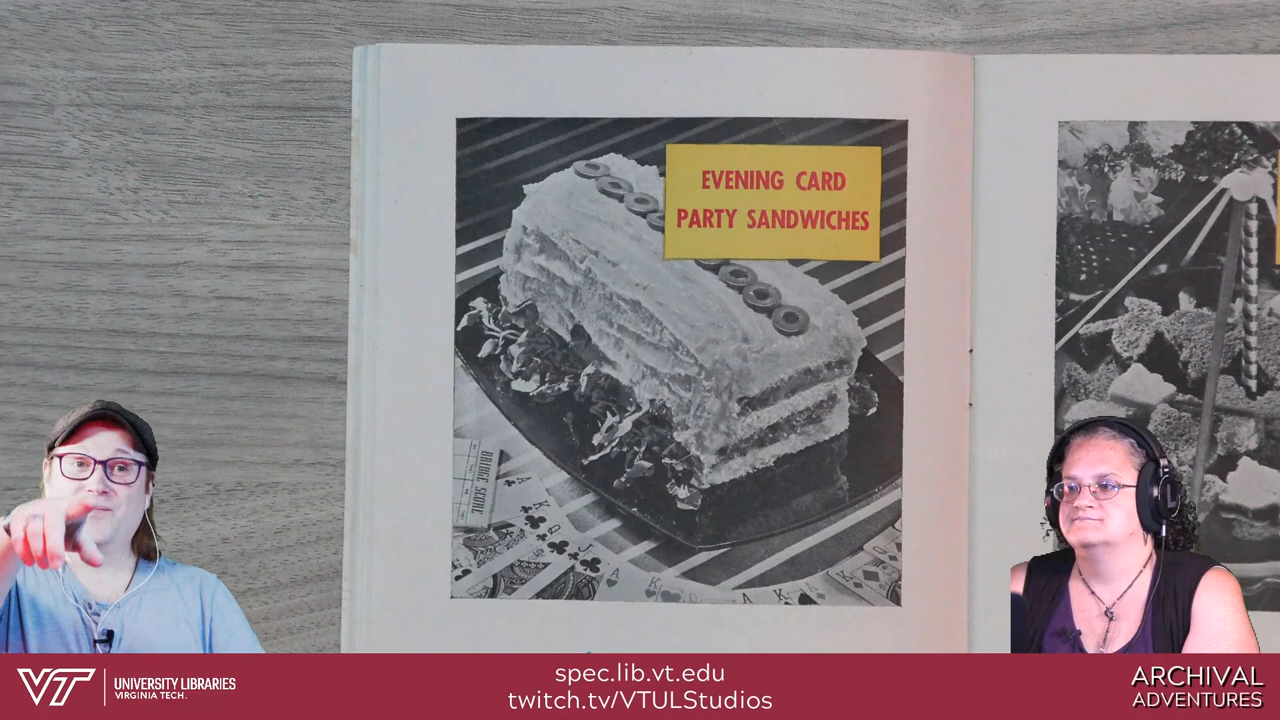 EVENING CARD
PARTY SANDWICHES
BRIDGE SCORE
A
K
Q
J
A
K
A
K
K
Q
VT
UNIVERSITY LIBRARIES
VIRGINIA TECH.
spec.lib.vt.edu
twitch.tv/VTULStudios
ARCHIVAL
ADVENTURES